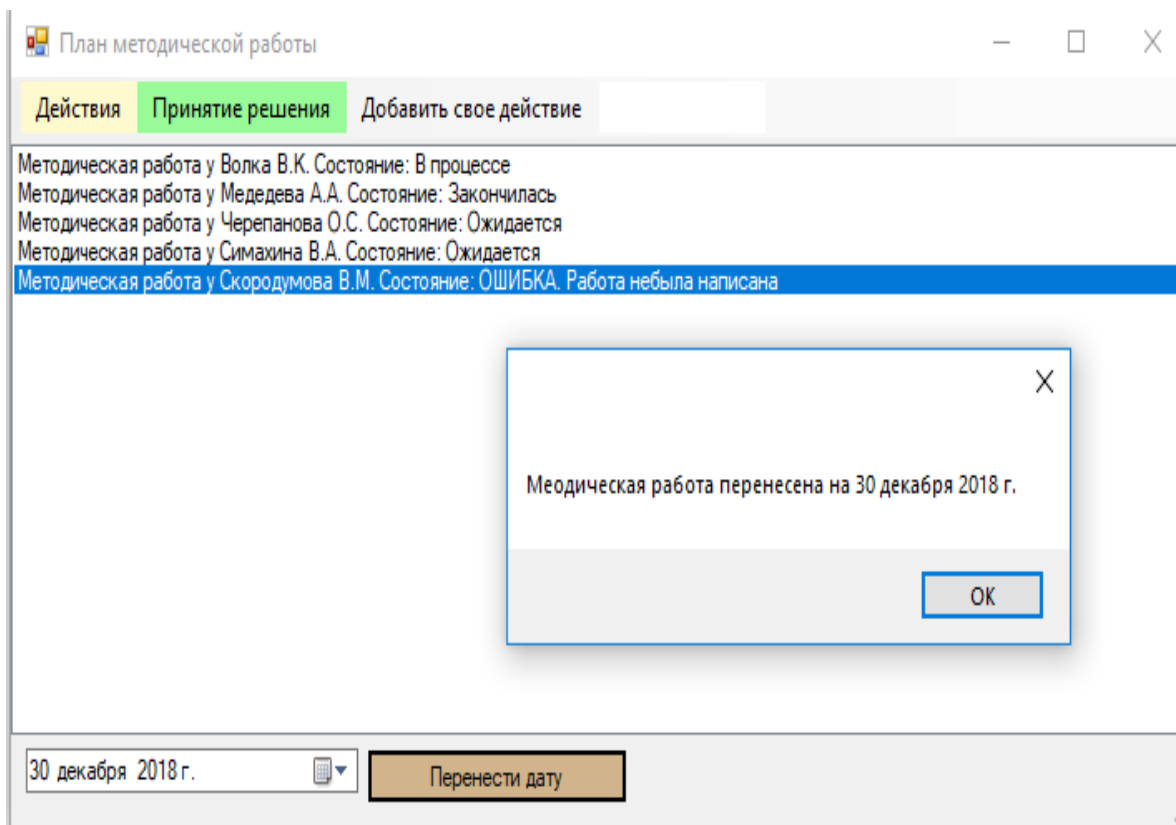 План методической работы
Действия Принятие решения Добавить свое действие
Методическая работа у Волка В.К. Состояние: В процессе
Методическая работа у Медедева А.А. Состояние: Закончилась
Методическая работа у Черепанова О.С. Состояние: Ожидается
Методическая работа у Симахина В.А. Состояние: Ожидается
Методическая работа у Скородумова В.М. Состояние: ОШИБКА. Работа небыла написана
Меодическая работа перенесена на 30 декабря 2018 г.
ОК
30 декабря 2018 г.
Перенести дату